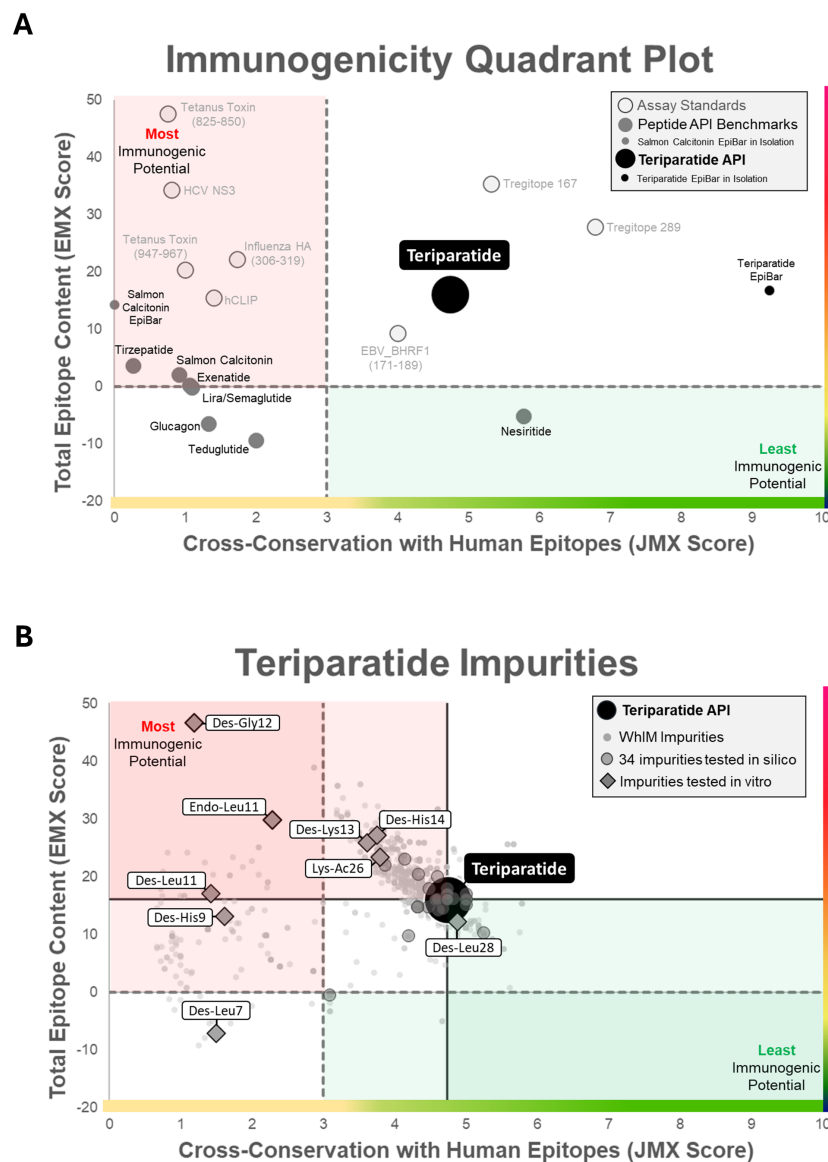 A
Immunogenicity Quadrant Plot
Total Epitope Content (EMX Score)
50
40
30
20
10
0
-10
-20
Tetanus Toxin
(825-850)
Most
Immunogenic
Potential
HCV NS3
Tetanus Toxin
(947-967)
Influenza HA
(306-319)
hCLIP
Salmon
Calcitonin
EpiBar
Tirzepatide
Salmon Calcitonin
Exenatide
Lira/Semaglutide
Glucagon
Teduglutide
Assay Standards
Peptide API Benchmarks
Salmon Calcitonin EpiBar in Isolation
Teriparatide API
Teriparatide EpiBar in Isolation
Tregitope 167
Tregitope 289
Teriparatide
Teriparatide
EpiBar
EBV_BHRF1
(171-189)
Nesiritide
Least
Immunogenic
Potential
0 1 2 3 4 5 6 7 8 9 10
Cross-Conservation with Human Epitopes (JMX Score)
B
Teriparatide Impurities
Total Epitope Content (EMX Score)
50
40
30
20
10
0
-10
-20
Most
Immunogenic
Potential
Des-Gly12
Teriparatide API
WhIM Impurities
34 impurities tested in silico
Impurities tested in vitro
Endo-Leu11
Des-Lys13
Des-His14
Lys-Ac26
Teriparatide
Des-Leu11
Des-His9
Des-Leu28
Des-Leu7
Least
Immunogenic
Potential
0 1 2 3 4 5 6 7 8 9 10
Cross-Conservation with Human Epitopes (JMX Score)